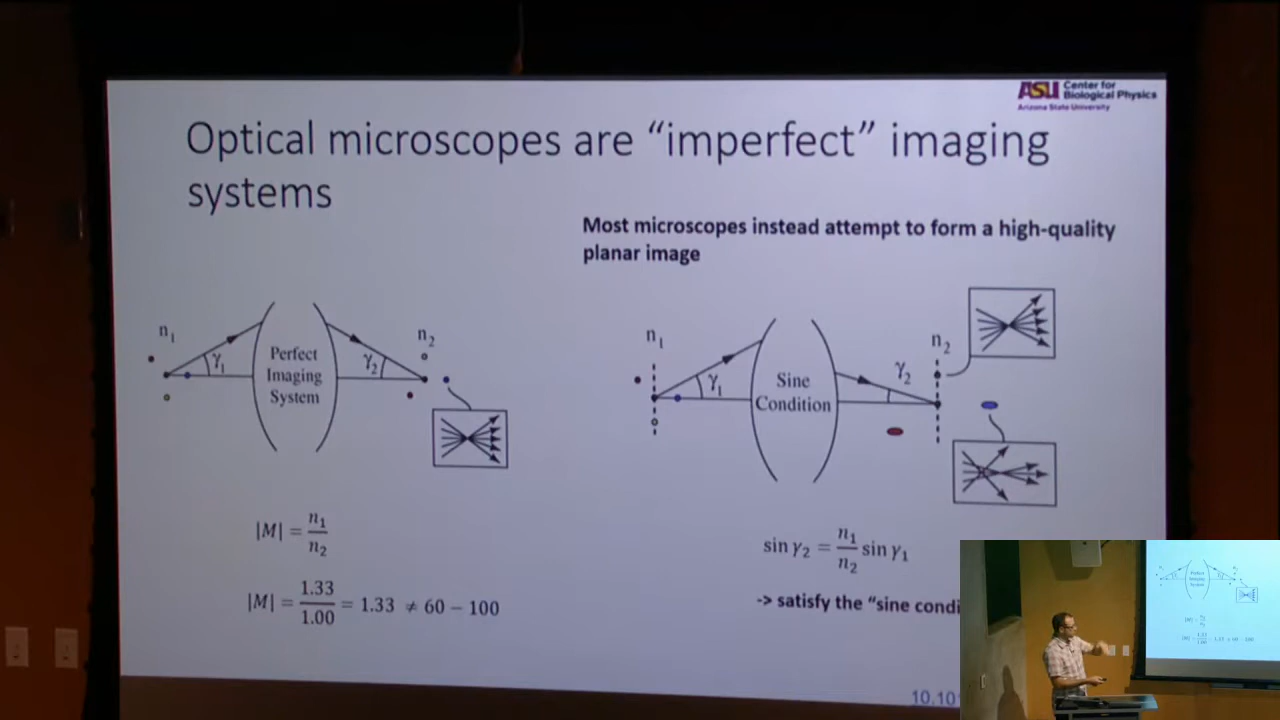 ASU Center for
Biological Physics
Arizona State University
Optical microscopes are “imperfect” imaging
systems
Most microscopes instead attempt to form a high-quality
planar image
n₁
γ₁
Perfect
Imaging
System
γ₂
n₂
|M| = n₁/n₂
|M| = 1.33/1.00 = 1.33 ≠ 60 – 100
n₁
γ₁
Sine
Condition
γ₂
n₂
sin γ₂ = n₁/n₂ sin γ₁
-> satisfy the “sine condi
10.10